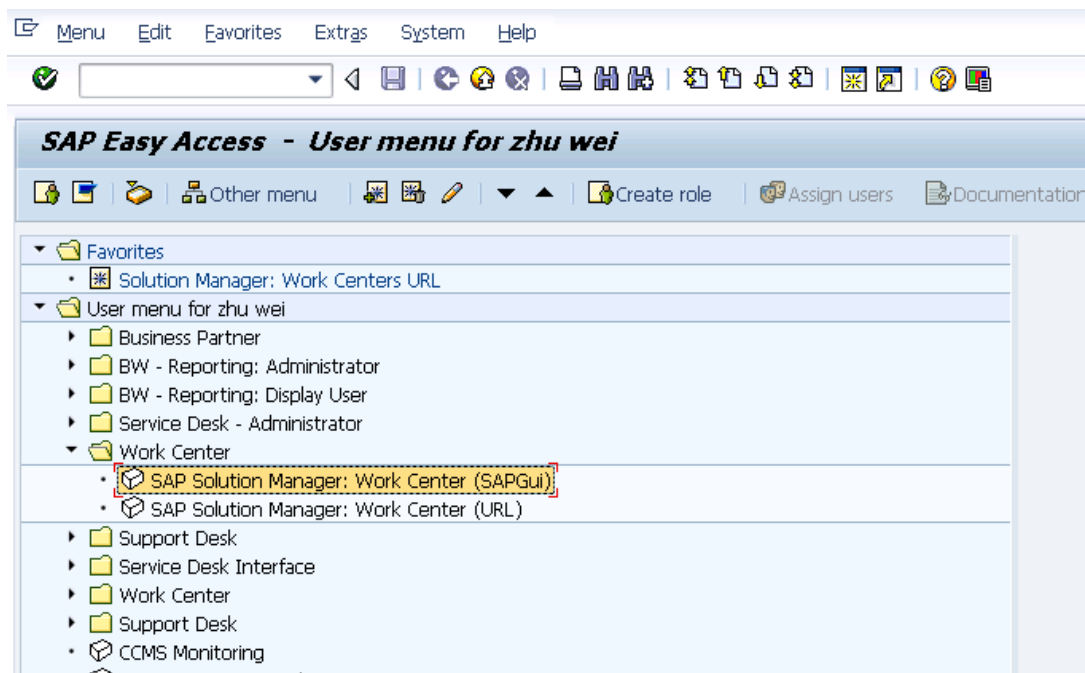 Menu Edit Favorites Extras System Help
SAP Easy Access - User menu for zhu wei
Other menu Create role Assign users Documentation
Favorites
Solution Manager: Work Centers URL
User menu for zhu wei
Business Partner
BW - Reporting: Administrator
BW - Reporting: Display User
Service Desk - Administrator
Work Center
SAP Solution Manager: Work Center (SAPGui)
SAP Solution Manager: Work Center (URL)
Support Desk
Service Desk Interface
Work Center
Support Desk
CCMS Monitoring